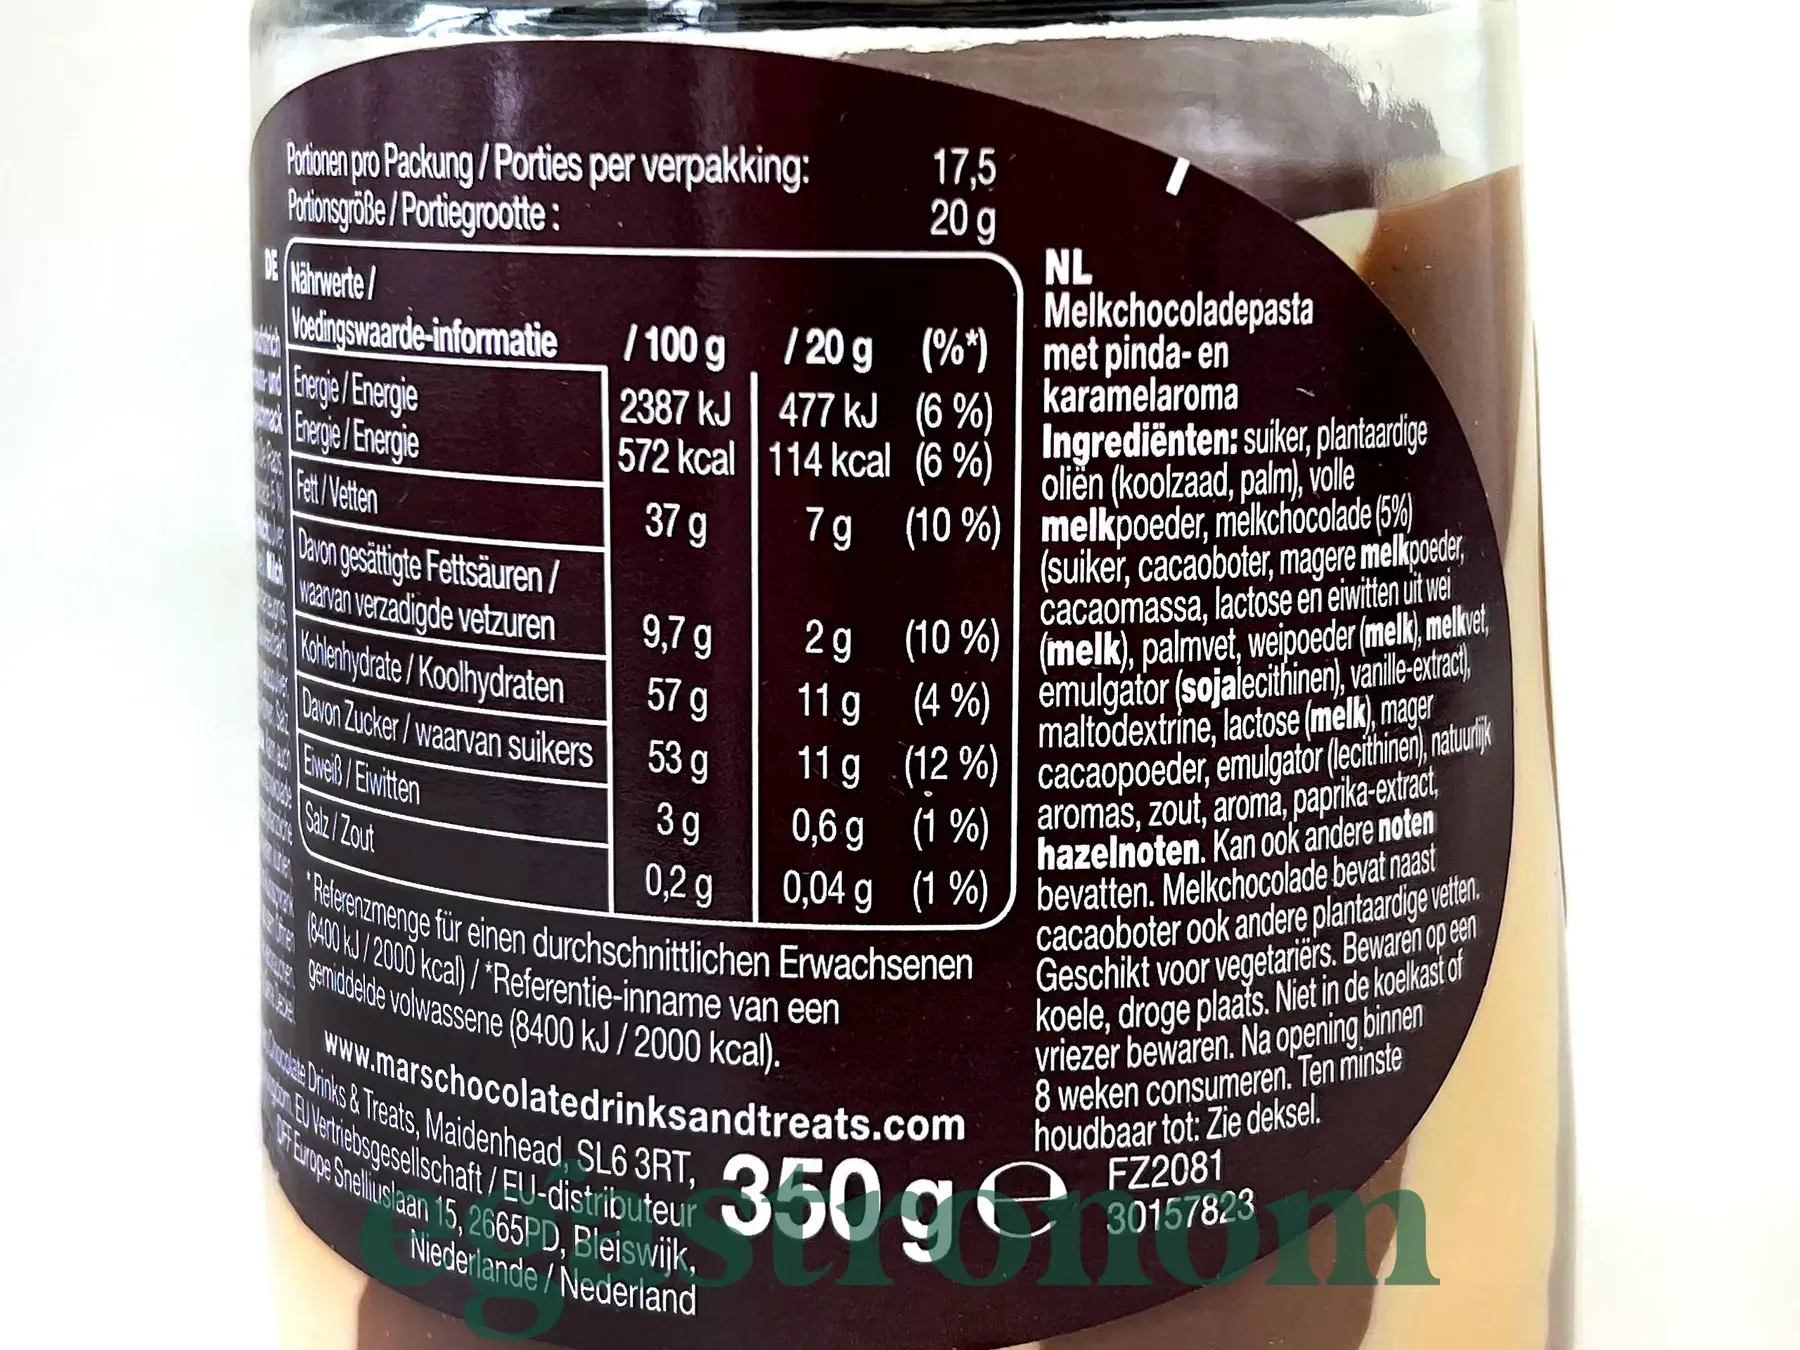 Portionen pro Packung / Porties per verpakking: 17,5
Portionsgröße / Portiegrootte : 20 g
DE
Nährwerte /
Voedingswaarde-informatie / 100 g / 20 g (%*)
Energie / Energie 2387 kJ 477 kJ (6 %)
Energie / Energie 572 kcal 114 kcal (6 %)
Fett / Vetten 37 g 7 g (10 %)
Davon gesättigte Fettsäuren /
waarvan verzadigde vetzuren 9,7 g 2 g (10 %)
Kohlenhydrate / Koolhydraten 57 g 11 g (4 %)
Davon Zucker / waarvan suikers 53 g 11 g (12 %)
Eiweiß / Eiwitten 3 g 0,6 g (1 %)
Salz / Zout 0,2 g 0,04 g (1 %)
*Referenzmenge für einen durchschnittlichen Erwachsenen
(8400 kJ / 2000 kcal) / *Referentie-inname van een
gemiddelde volwassene (8400 kJ / 2000 kcal).
www.marschocolatedrinksandtreats.com
Drinks & Treats, Maidenhead, SL6 3RT,
EU Vertriebsgesellschaft / EU-distributeur
Europe Snelliuslaan 15, 2665PD, Bleiswijk,
Niederlande / Nederland
350 g e
NL
Melkchocoladepasta
met pinda- en
karamelaroma
Ingrediënten: suiker, plantaardige
oliën (koolzaad, palm), volle
melkpoeder, melkchocolade (5%)
(suiker, cacaoboter, magere melkpoeder,
cacaomassa, lactose en eiwitten uit wei
(melk), palmvet, weipoeder (melk), melkvet,
emulgator (sojalecithinen), vanille-extract),
maltodextrine, lactose (melk), mager
cacaopoeder, emulgator (lecithinen), natuurlijk
aromas, zout, aroma, paprika-extract,
hazelnoten. Kan ook andere noten
bevatten. Melkchocolade bevat naast
cacaoboter ook andere plantaardige vetten.
Geschikt voor vegetariërs. Bewaren op een
koele, droge plaats. Niet in de koelkast of
vriezer bewaren. Na opening binnen
8 weken consumeren. Ten minste
houdbaar tot: Zie deksel.
FZ2081
30157823
egastronom